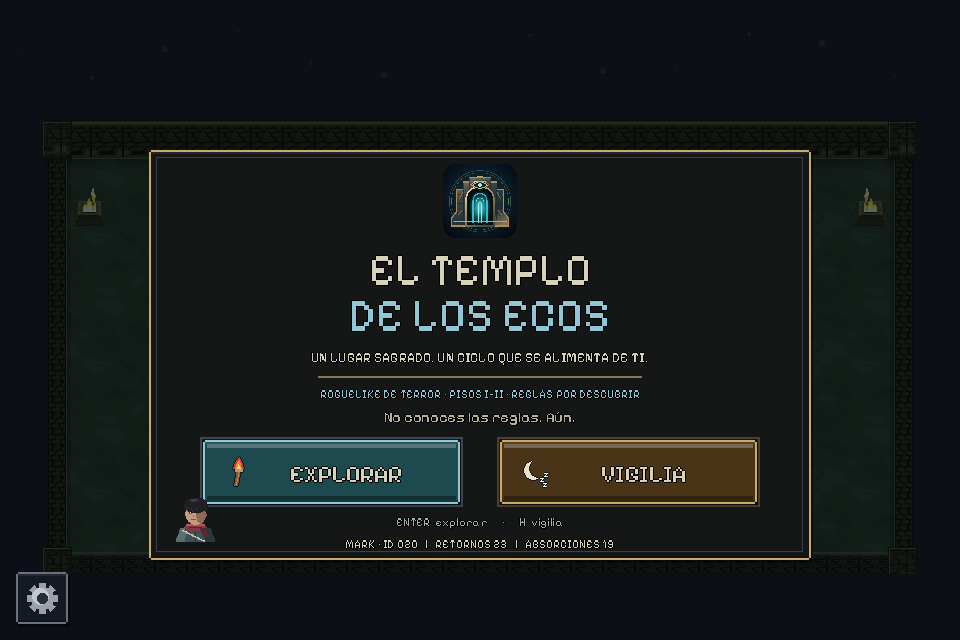 EL TEMPLO
DE LOS ECOS
UN LUGAR SAGRADO. UN CICLO QUE SE ALIMENTA DE TI.
ROGUELIKE DE TERROR · PISOS I-II · REGLAS POR DESCUBRIR
No conoces las reglas. Aún.
EXPLORAR
VIGILIA
ENTER explorar · H vigilia
MARK · ID 020 | RETORNOS 23 | ABSORCIONES 19